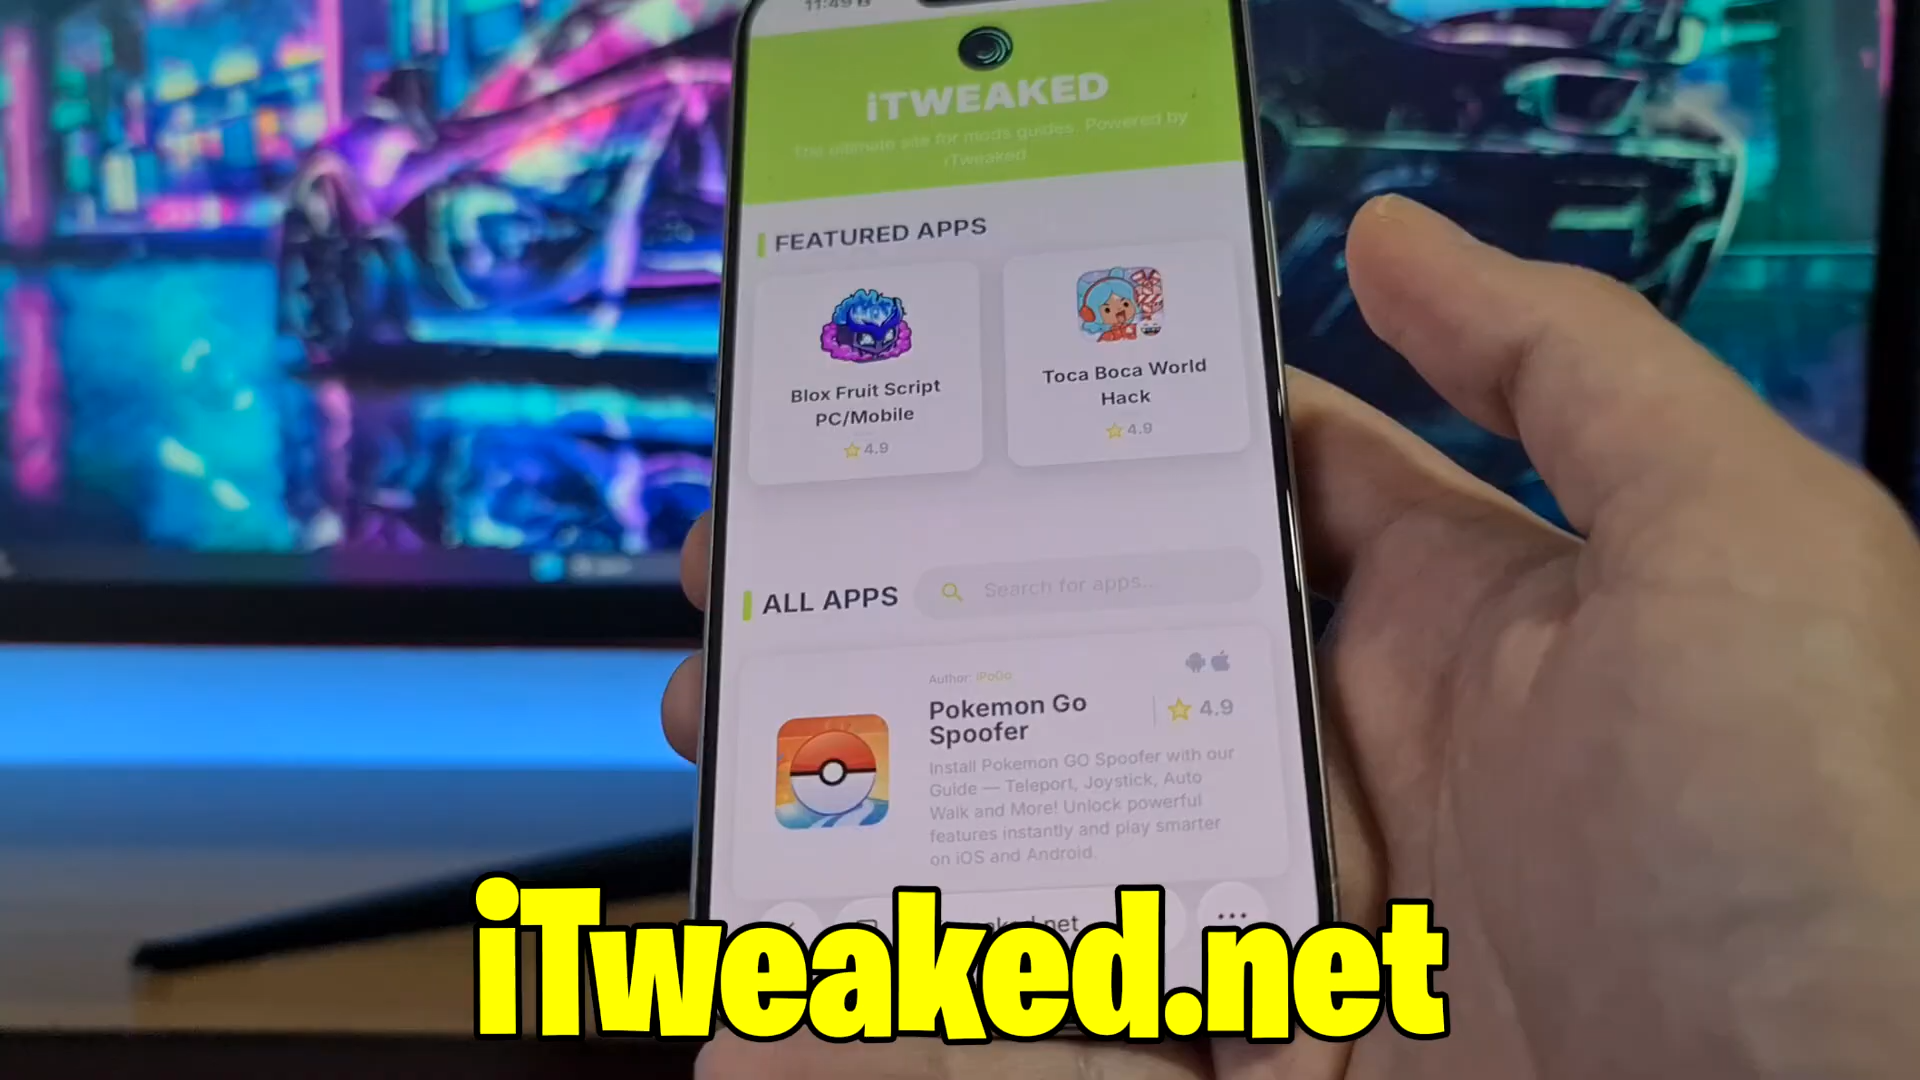 11:49
iTWEAKED
The ultimate site for mods guides. Powered by
iTweaked
FEATURED APPS
Blox Fruit Script
PC/Mobile
4.9
Toca Boca World
Hack
4.9
ALL APPS
Search for apps...
Author: iPoGo
Pokemon Go
Spoofer
4.9
Install Pokemon GO Spoofer with our
Guide — Teleport, Joystick, Auto
Walk and More! Unlock powerful
features instantly and play smarter
on iOS and Android.
iTweaked.net